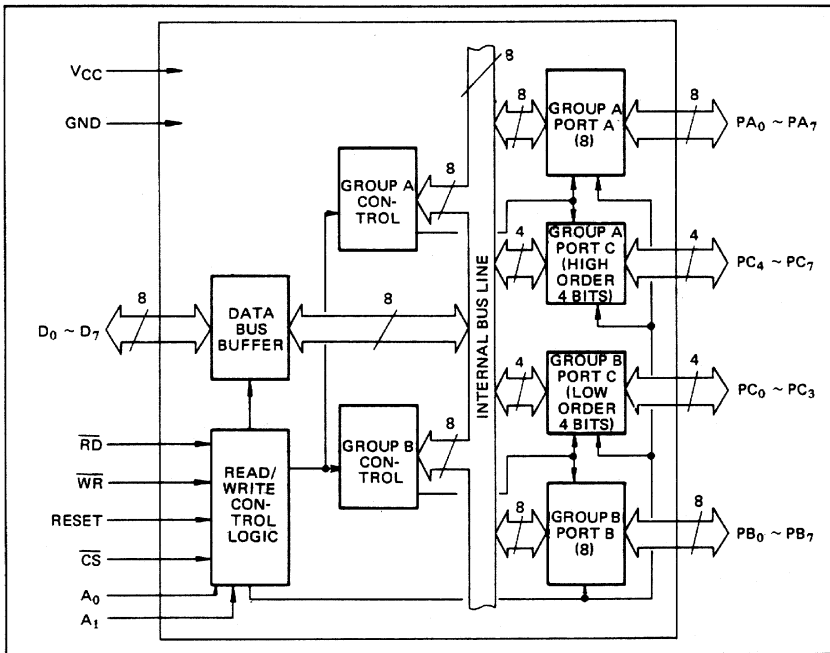 VCC
GND
8
GROUP A
CON-
TROL
8
8
GROUP A
PORT A
(8)
8
PA0 ~ PA7
4
GROUP A
PORT C
(HIGH
ORDER
4 BITS)
4
PC4 ~ PC7
INTERNAL BUS LINE
D0 ~ D7
8
DATA
BUS
BUFFER
8
4
GROUP B
PORT C
(LOW
ORDER
4 BITS)
4
PC0 ~ PC3
RD
WR
RESET
CS
A0
A1
READ/
WRITE
CON-
TROL
LOGIC
GROUP B
CON-
TROL
8
8
GROUP B
PORT B
(8)
8
PB0 ~ PB7